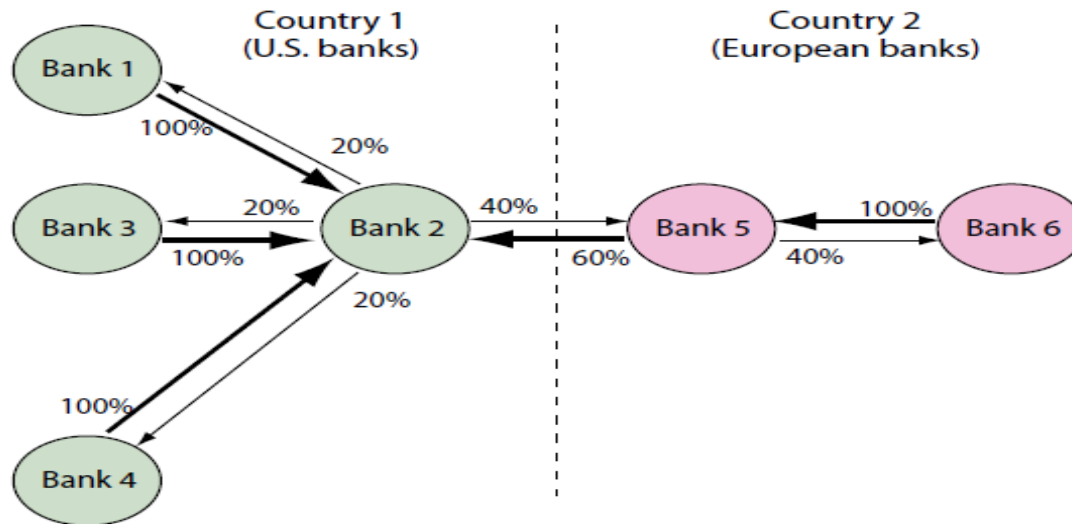 Country 1
(U.S. banks)
Country 2
(European banks)
Bank 1
100%
20%
Bank 3
20%
100%
Bank 2
40%
60%
Bank 5
100%
40%
Bank 6
20%
100%
Bank 4